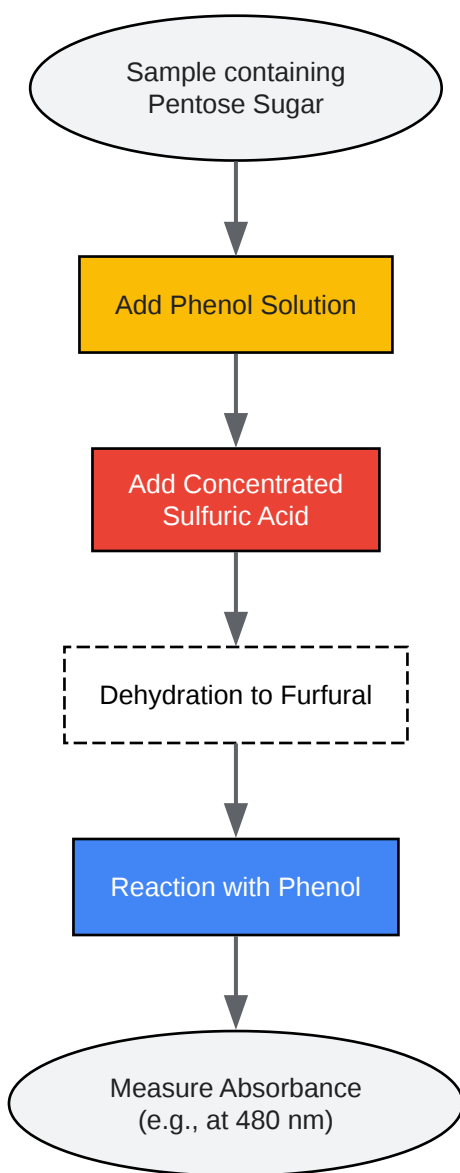 Sample containing
Pentose Sugar
Add Phenol Solution
Add Concentrated
Sulfuric Acid
Dehydration to Furfural
Reaction with Phenol
Measure Absorbance
(e.g., at 480 nm)